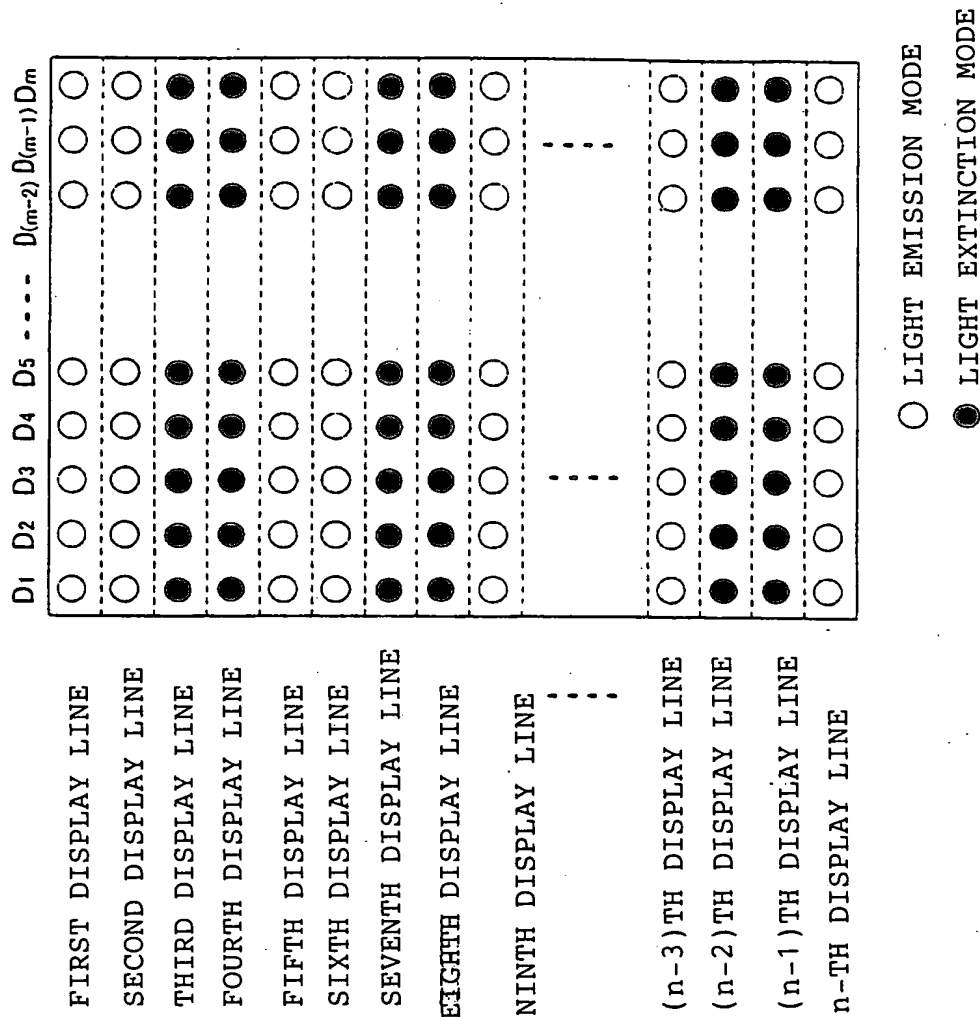 D1 D2 D3 D4 D5 ---- D(m-2) D(m-1) Dm
FIRST DISPLAY LINE
SECOND DISPLAY LINE
THIRD DISPLAY LINE
FOURTH DISPLAY LINE
FIFTH DISPLAY LINE
SIXTH DISPLAY LINE
SEVENTH DISPLAY LINE
EIGHTH DISPLAY LINE
NINTH DISPLAY LINE
(n-3)TH DISPLAY LINE
(n-2)TH DISPLAY LINE
(n-1)TH DISPLAY LINE
n-TH DISPLAY LINE
LIGHT EMISSION MODE
LIGHT EXTINCTION MODE